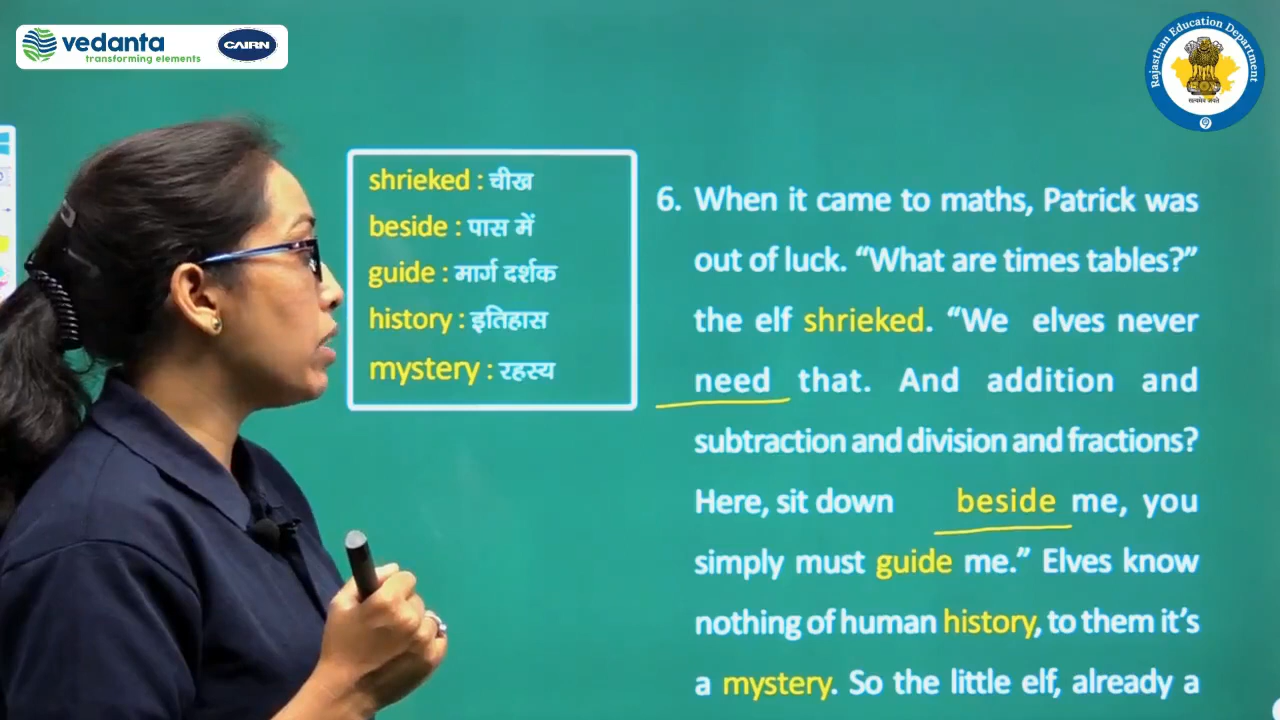 vedanta
transforming elements
CAIRN
Rajasthan Education Department
सत्यमेव जयते
shrieked : चीख
beside : पास में
guide : मार्ग दर्शक
history : इतिहास
mystery : रहस्य
6. When it came to maths, Patrick was
out of luck. “What are times tables?”
the elf shrieked. “We elves never
need that. And addition and
subtraction and division and fractions?
Here, sit down beside me, you
simply must guide me.” Elves know
nothing of human history, to them it’s
a mystery. So the little elf, already a